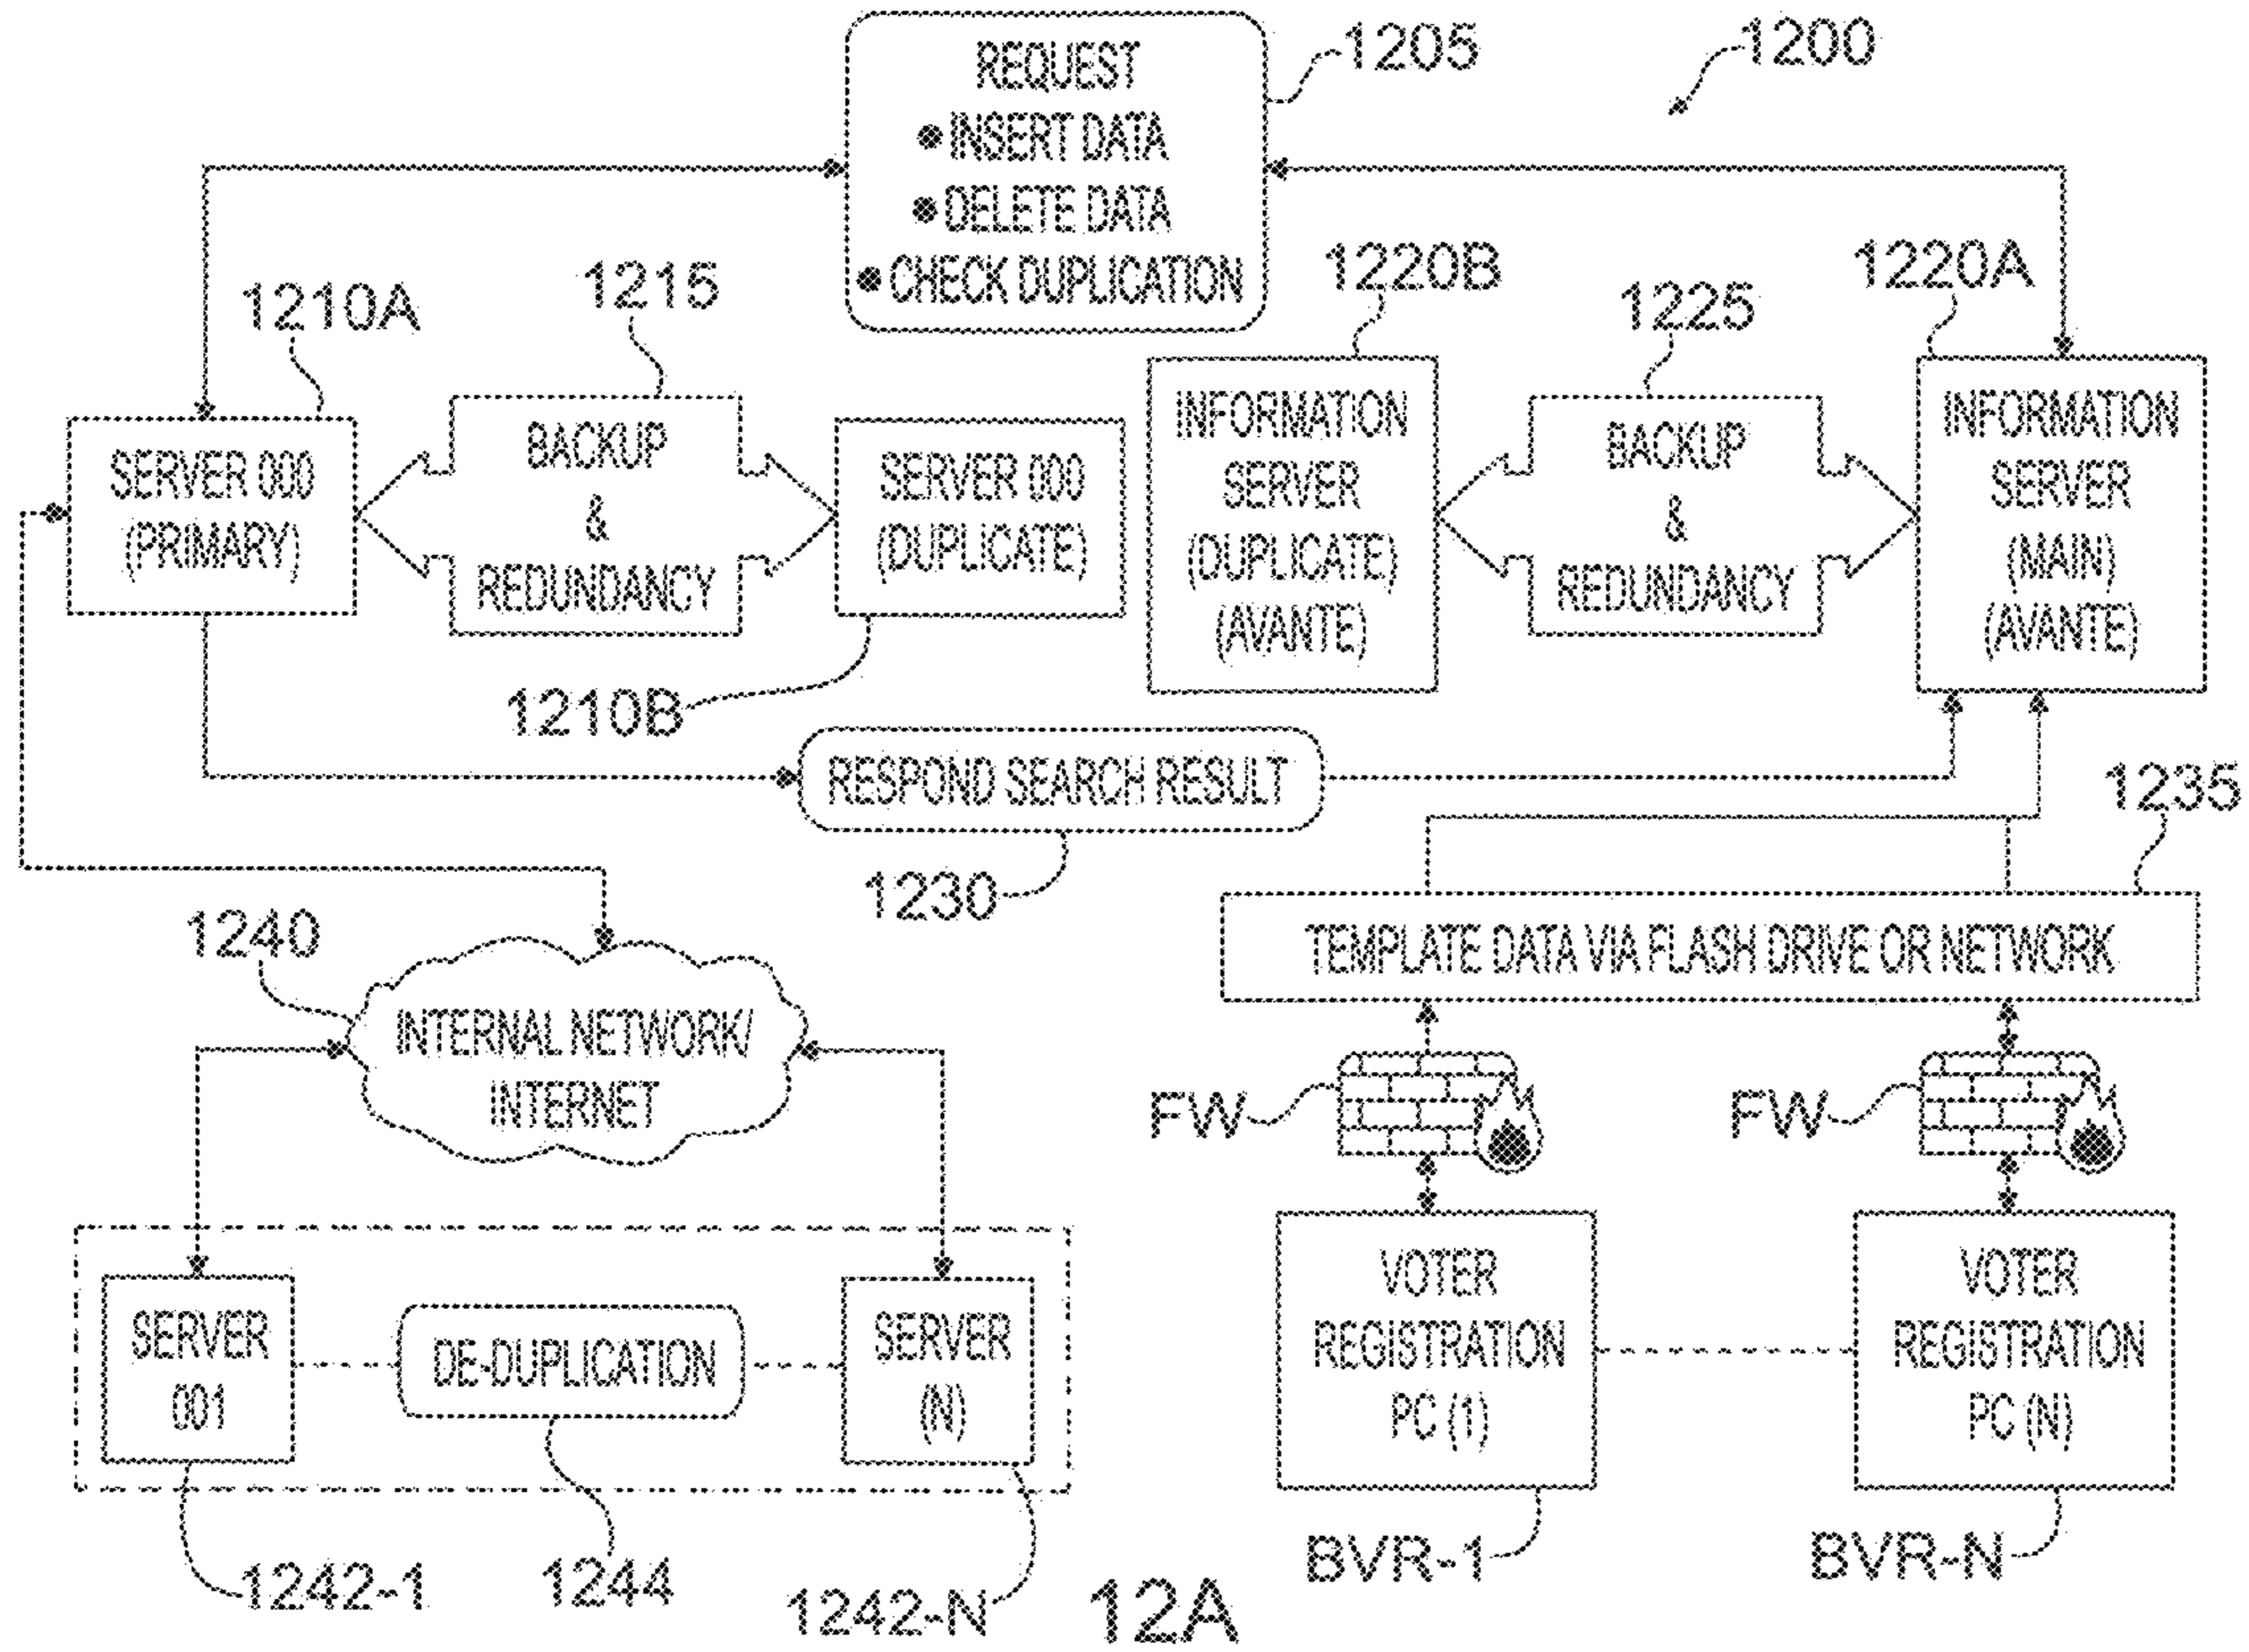 1205
1200
REQUEST
● INSERT DATA
● DELETE DATA
● CHECK DUPLICATION
1210A
1215
1220B
1225
1220A
SERVER 000
(PRIMARY)
BACKUP
&
REDUNDANCY
SERVER 000
(DUPLICATE)
INFORMATION
SERVER
(DUPLICATE)
(AVANTE)
BACKUP
&
REDUNDANCY
INFORMATION
SERVER
(MAIN)
(AVANTE)
1210B
RESPOND SEARCH RESULT
1230
1235
TEMPLATE DATA VIA FLASH DRIVE OR NETWORK
1240
INTERNAL NETWORK/
INTERNET
FW
FW
SERVER
001
DE-DUPLICATION
SERVER
(N)
VOTER
REGISTRATION
PC (1)
VOTER
REGISTRATION
PC (N)
1242-1
1244
1242-N
BVR-1
BVR-N
12A